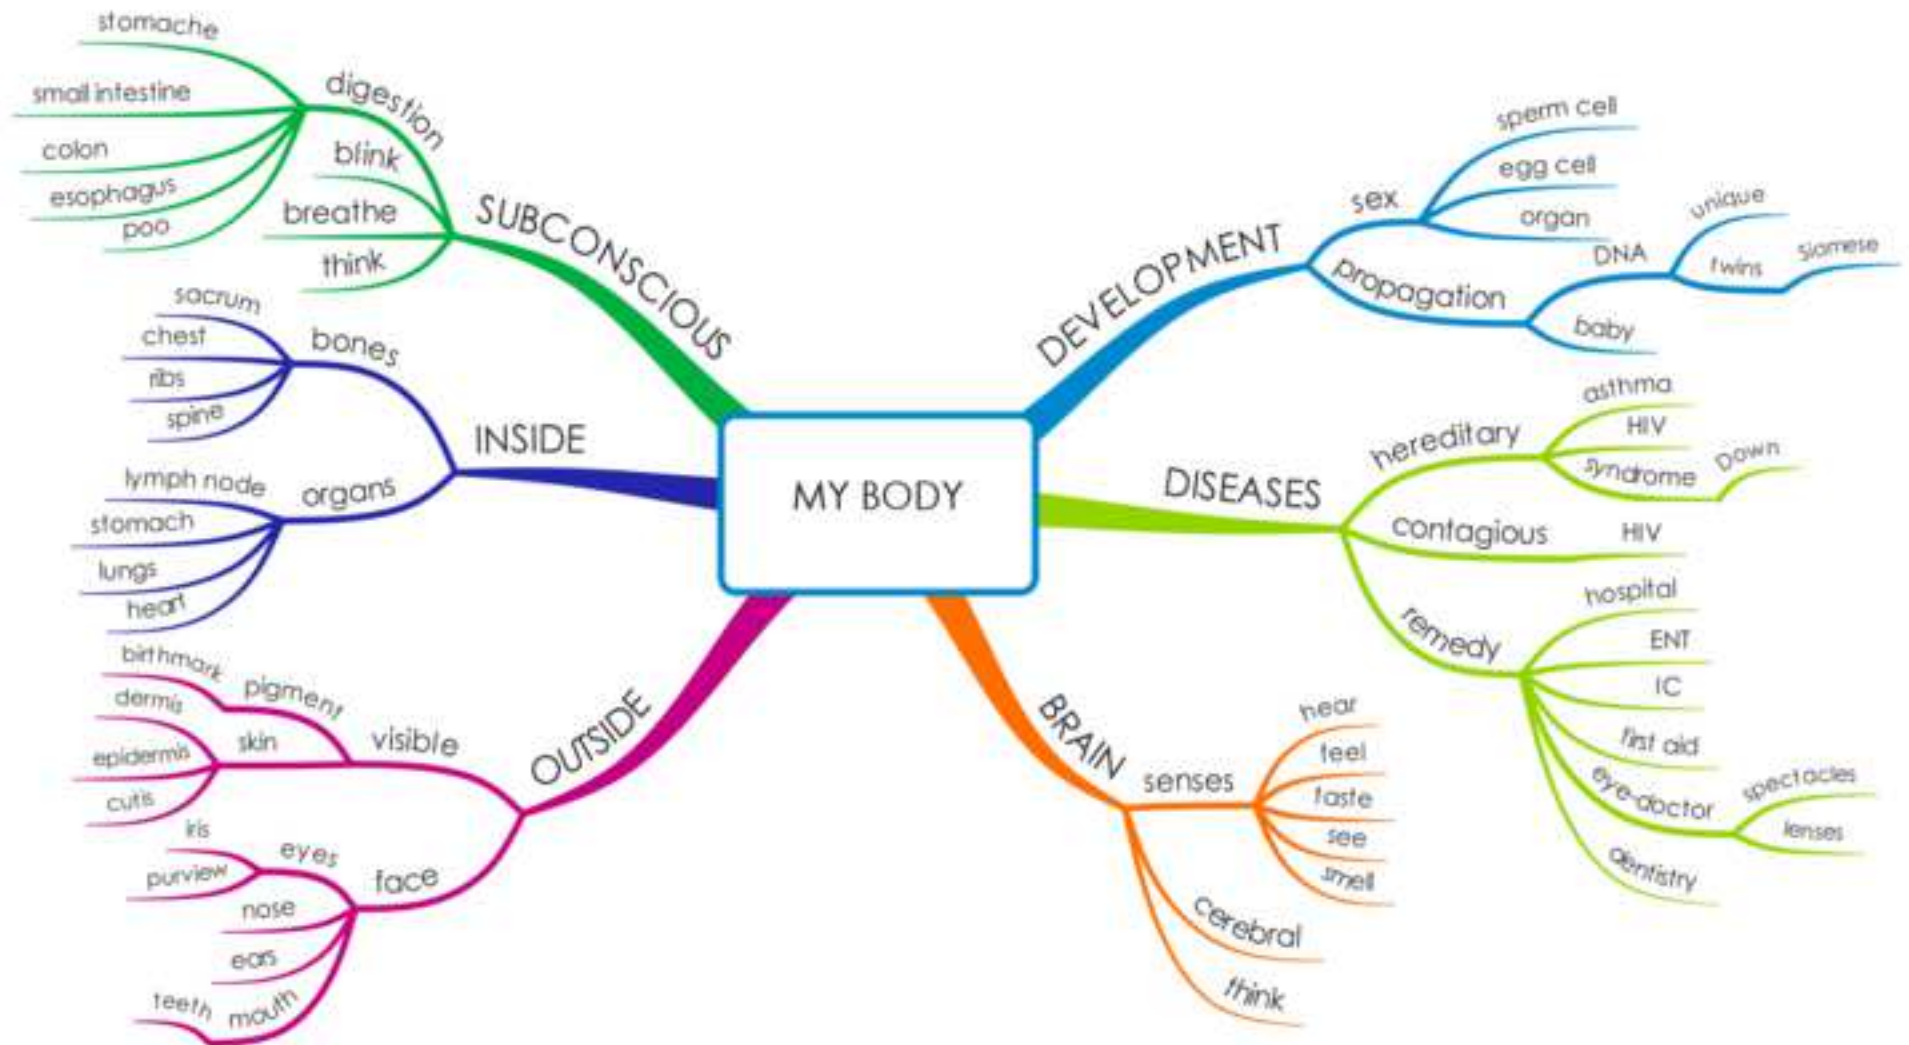 MY BODY
SUBCONSCIOUS
digestion
stomache
small intestine
colon
esophagus
poo
blink
breathe
think
INSIDE
bones
sacrum
chest
ribs
spine
organs
lymph node
stomach
lungs
heart
OUTSIDE
visible
pigment
birthmark
skin
dermis
epidermis
cutis
face
eyes
iris
purview
nose
ears
mouth
teeth
DEVELOPMENT
sex
sperm cell
egg cell
organ
propagation
DNA
unique
twins
siamese
baby
DISEASES
hereditary
asthma
HIV
syndrome
Down
contagious
HIV
remedy
hospital
ENT
IC
first aid
eye-doctor
spectacles
lenses
dentistry
BRAIN
senses
hear
feel
taste
see
smell
cerebral
think